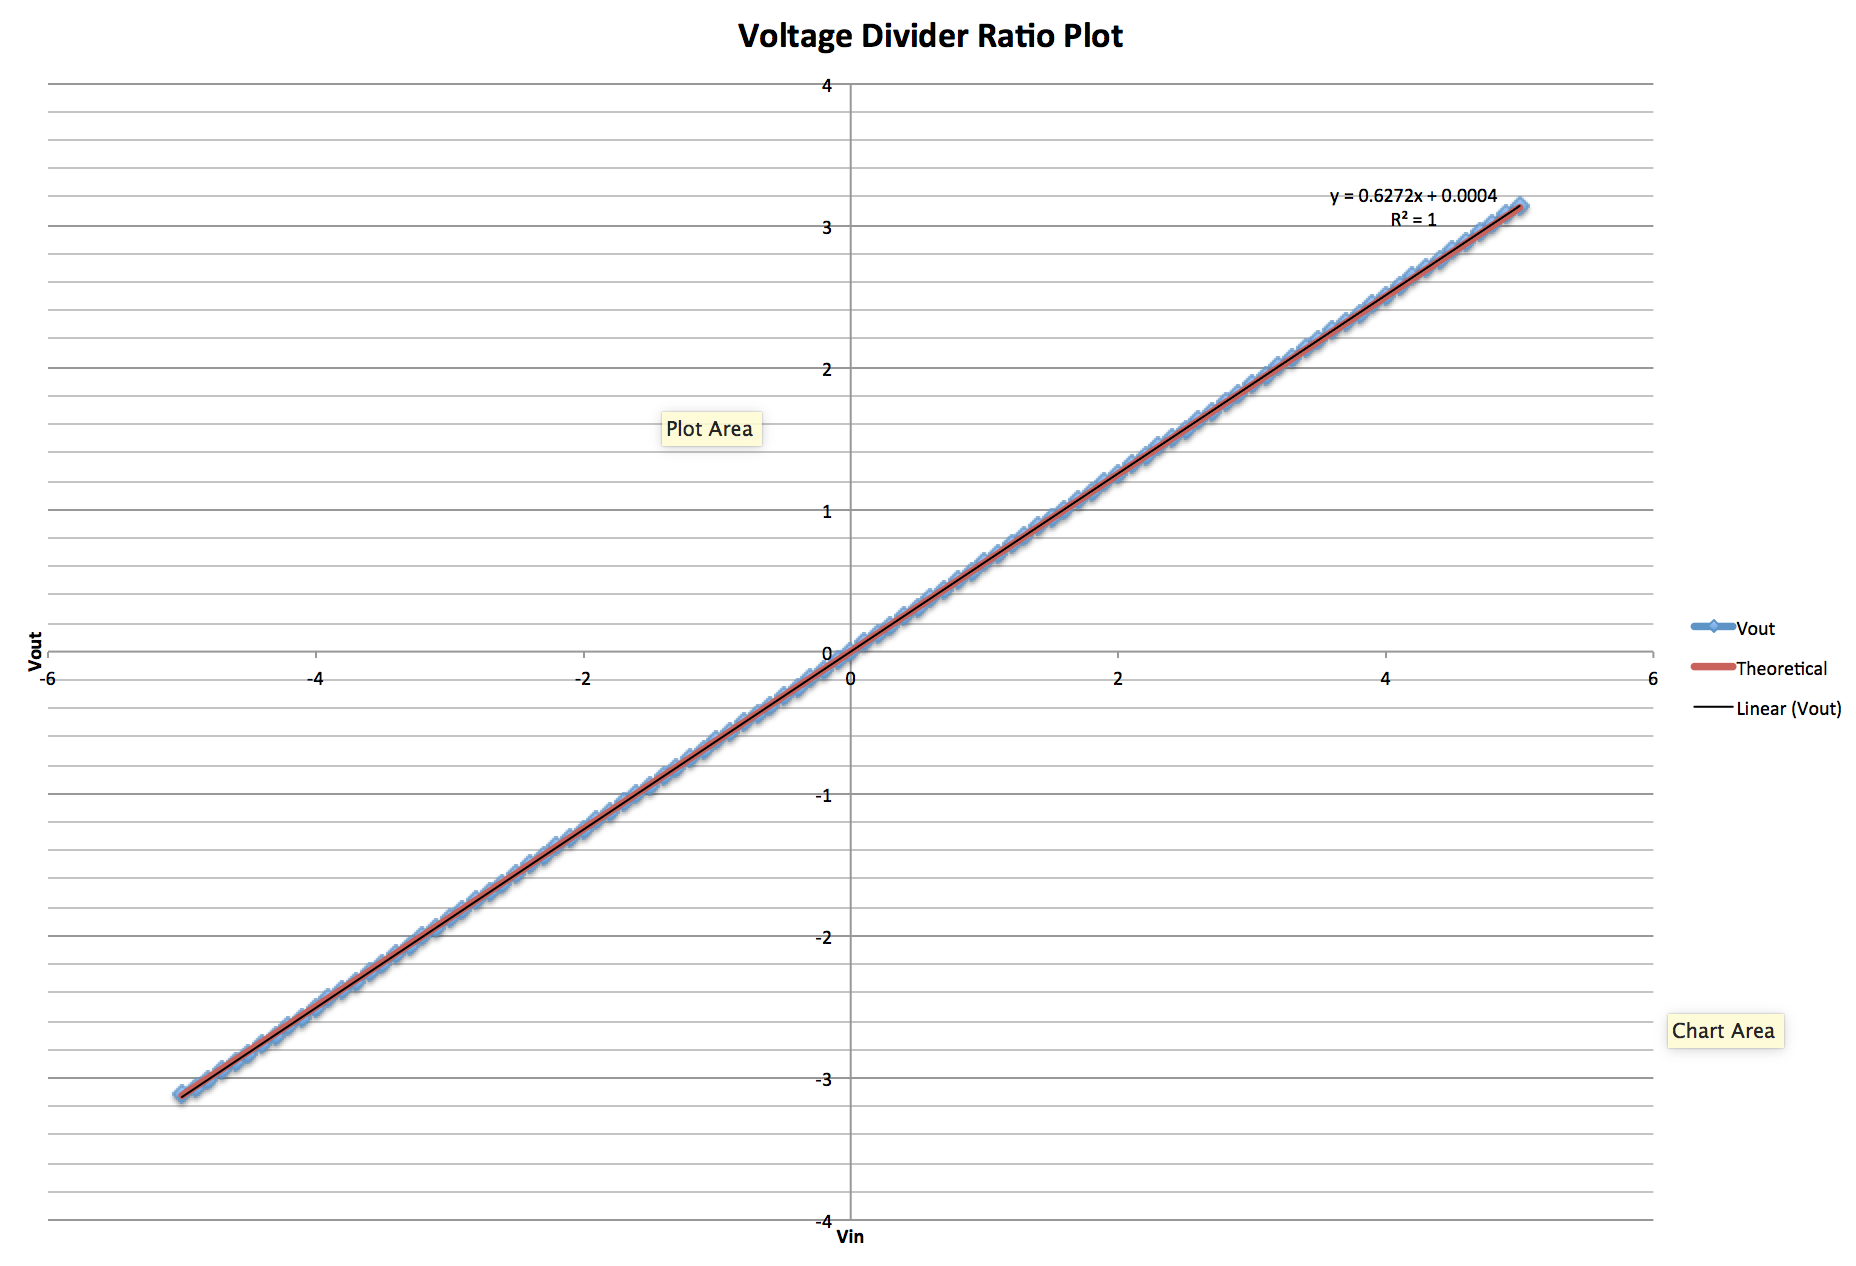 Voltage Divider Ratio Plot
4
y = 0.6272x + 0.0004
R² = 1
3
2
Plot Area
1
Vout
0
-6
-4
-2
0
2
4
6
Vout
Theoretical
Linear (Vout)
-1
-2
Chart Area
-3
-4
Vin